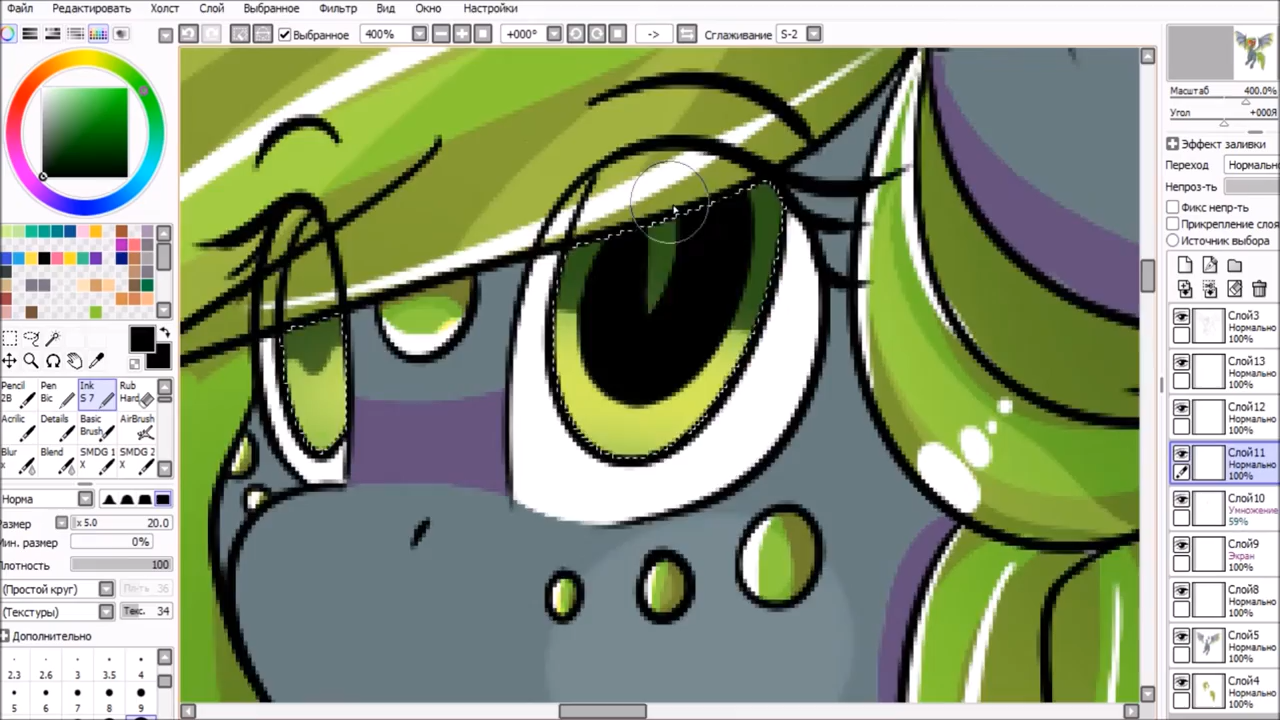 Файл Редактировать Холст Слой Выбранное Фильтр Вид Окно Настройки
Выбранное 400% +000° -> Сглаживание S-2
Масштаб 400.0%
Угол +000Я
Эффект заливки
Переход Нормальн
Непроз-ть
Фикс непр-ть
Прикрепление слоя
Источник выбора
Слой3
Нормально
100%
Слой13
Нормально
100%
Слой12
Нормально
100%
Слой11
Нормально
100%
Слой10
Умножение
59%
Слой9
Экран
100%
Слой8
Нормально
100%
Слой5
Нормально
100%
Слой4
Нормально
100%
Pencil Pen Ink Rub
2B Bic S 7 Hard
Acrilic Details Basic AirBrush
Brush
Blur Blend SMDG 1 SMDG 2
X X X X
Норма
Размер x 5.0 20.0
Мин. размер 0%
Плотность 100
(Простой круг)
(Текстуры) Тек. 34
Дополнительно
2.3 2.6 3 3.5 4
5 6 7 8 9